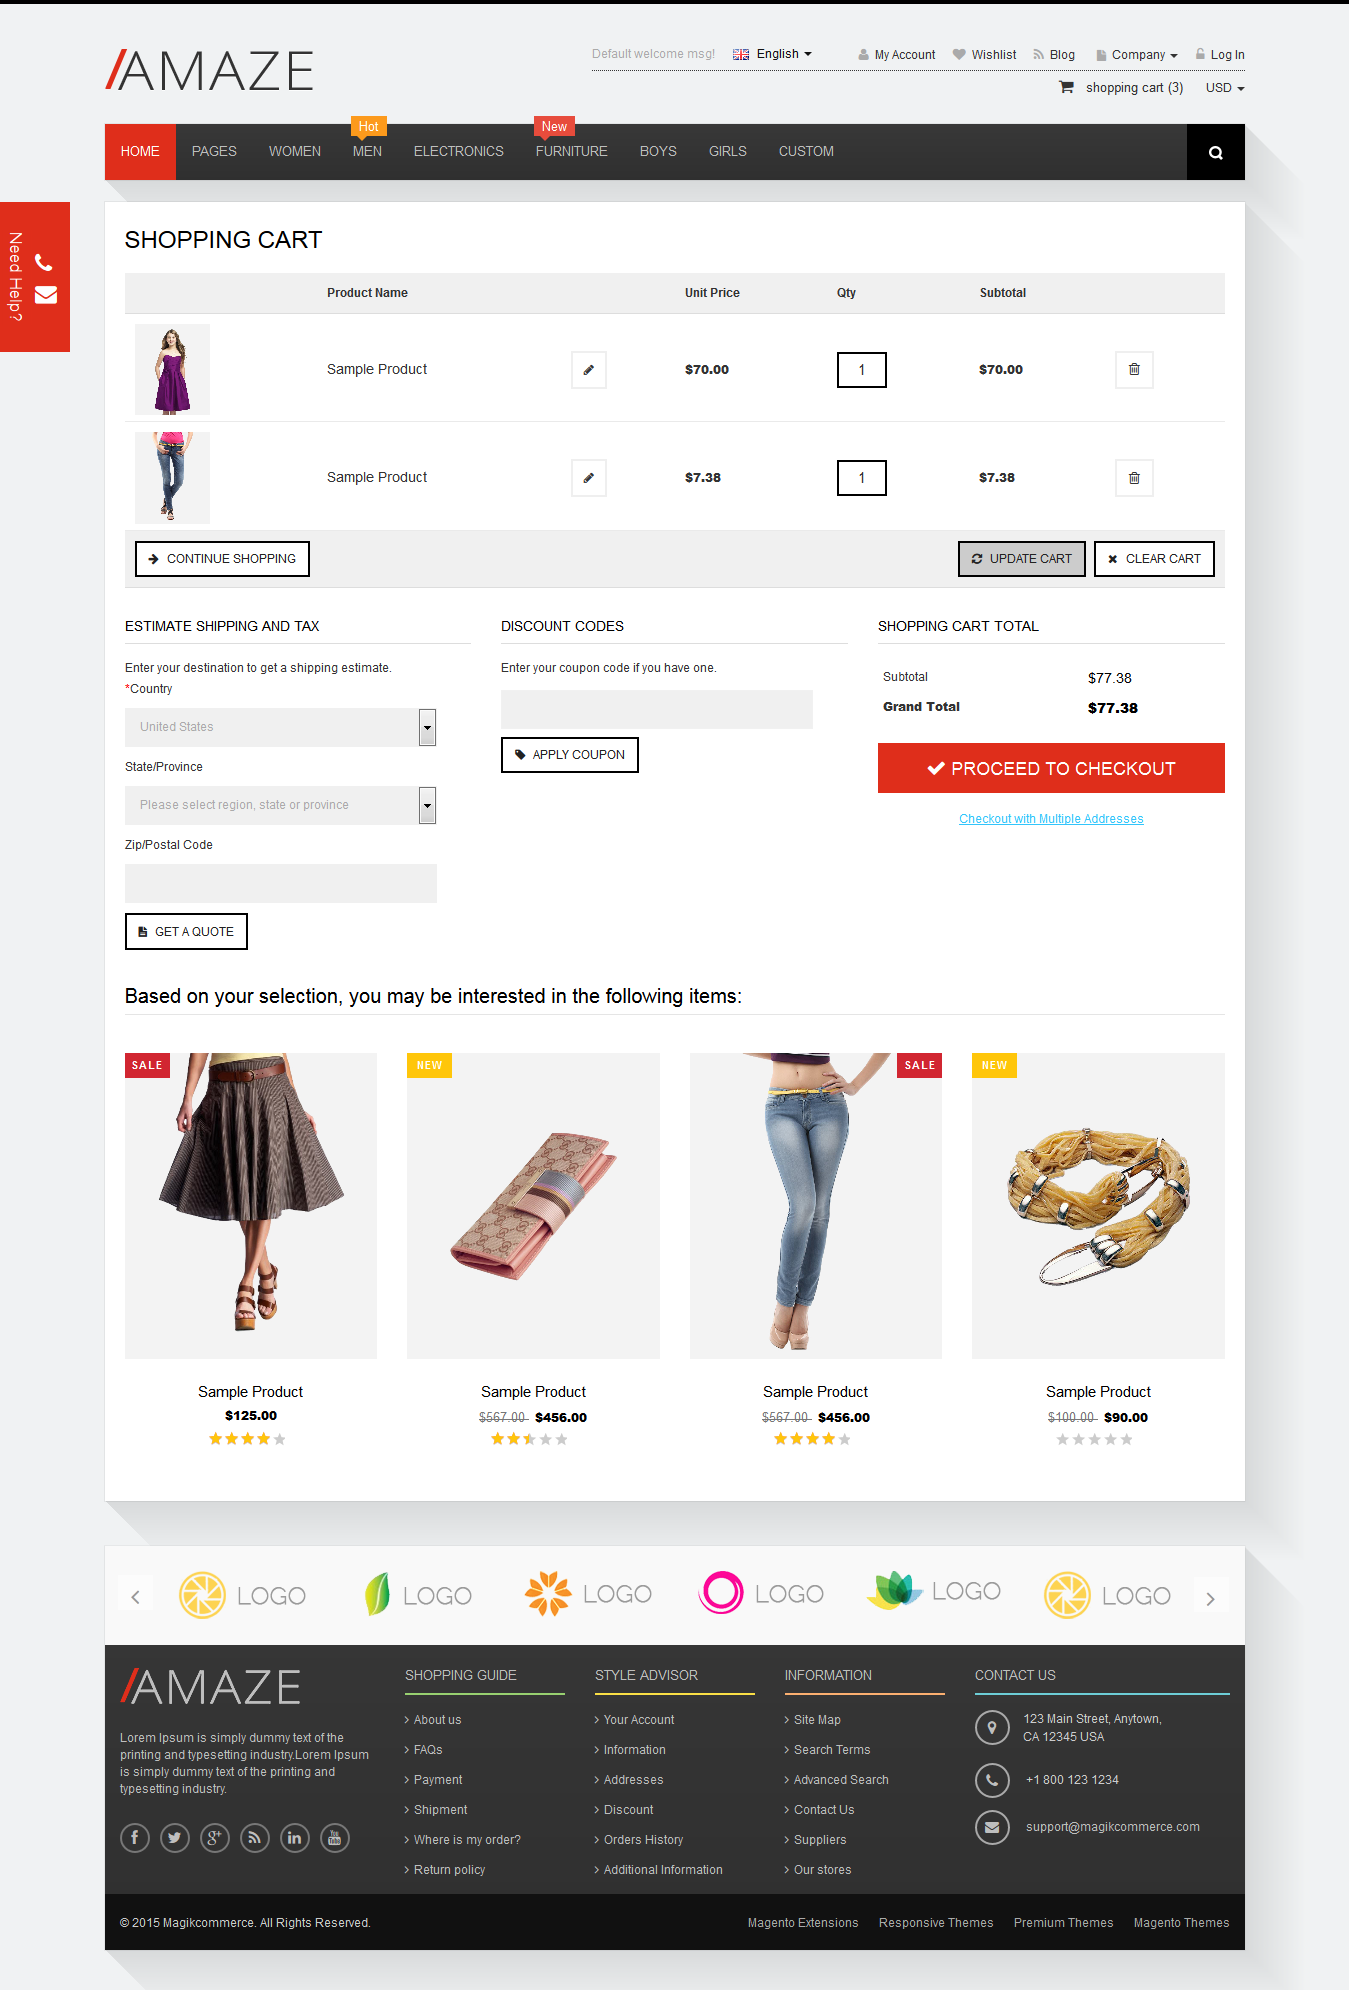 AMAZE
Default welcome msg! English My Account Wishlist Blog Company Log In
shopping cart (3) USD
Hot New
HOME PAGES WOMEN MEN ELECTRONICS FURNITURE BOYS GIRLS CUSTOM
Need Help?
SHOPPING CART
Product Name Unit Price Qty Subtotal
Sample Product $70.00 1 $70.00
Sample Product $7.38 1 $7.38
CONTINUE SHOPPING UPDATE CART CLEAR CART
ESTIMATE SHIPPING AND TAX
Enter your destination to get a shipping estimate.
*Country
United States
State/Province
Please select region, state or province
Zip/Postal Code
GET A QUOTE
DISCOUNT CODES
Enter your coupon code if you have one.
APPLY COUPON
SHOPPING CART TOTAL
Subtotal $77.38
Grand Total $77.38
PROCEED TO CHECKOUT
Checkout with Multiple Addresses
Based on your selection, you may be interested in the following items:
SALE NEW SALE NEW
Sample Product Sample Product Sample Product Sample Product
$125.00 $567.00 $456.00 $567.00 $456.00 $100.00 $90.00
LOGO LOGO LOGO LOGO LOGO LOGO
AMAZE
Lorem Ipsum is simply dummy text of the
printing and typesetting industry.Lorem Ipsum
is simply dummy text of the printing and
typesetting industry.
SHOPPING GUIDE
About us
FAQs
Payment
Shipment
Where is my order?
Return policy
STYLE ADVISOR
Your Account
Information
Addresses
Discount
Orders History
Additional Information
INFORMATION
Site Map
Search Terms
Advanced Search
Contact Us
Suppliers
Our stores
CONTACT US
123 Main Street, Anytown,
CA 12345 USA
+1 800 123 1234
support@magikcommerce.com
© 2015 Magikcommerce. All Rights Reserved. Magento Extensions Responsive Themes Premium Themes Magento Themes